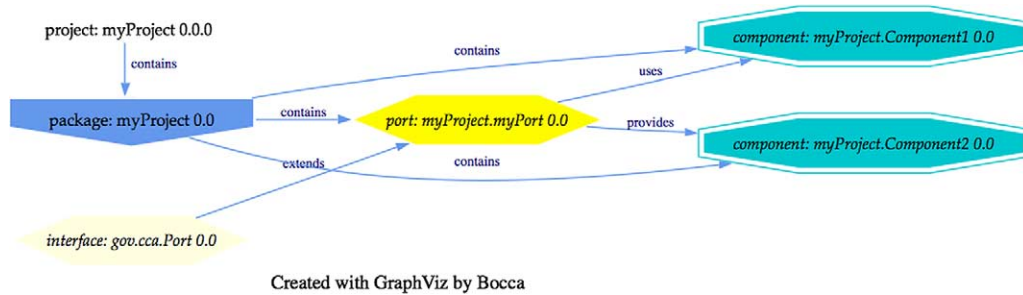 project: myProject 0.0.0
contains
package: myProject 0.0
contains
contains
contains
extends
port: myProject.myPort 0.0
uses
provides
component: myProject.Component1 0.0
component: myProject.Component2 0.0
interface: gov.cca.Port 0.0
Created with GraphViz by Bocca